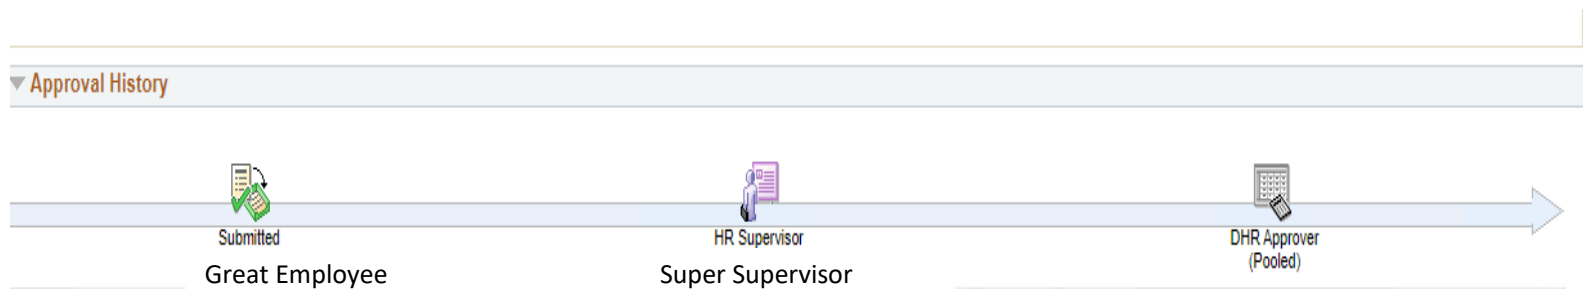 Approval History
Submitted
Great Employee
HR Supervisor
Super Supervisor
DHR Approver
(Pooled)